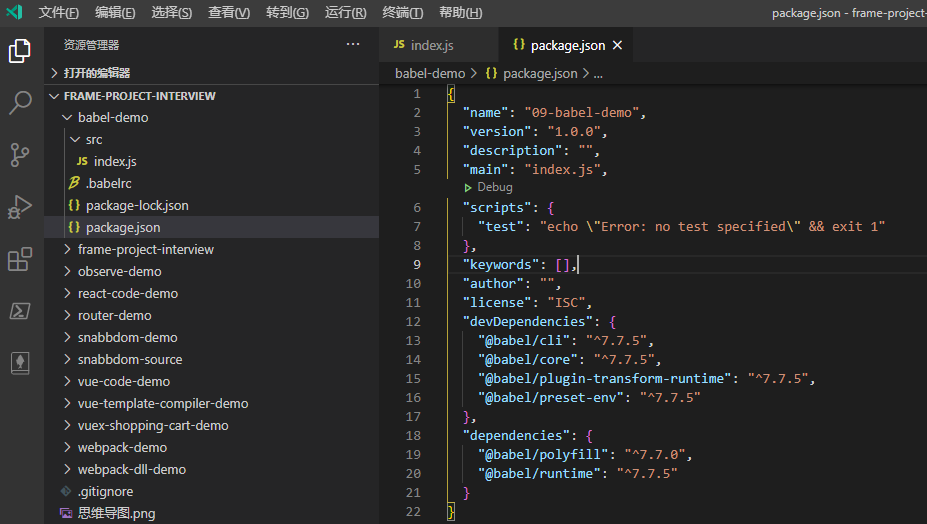 文件(F) 编辑(E) 选择(S) 查看(V) 转到(G) 运行(R) 终端(T) 帮助(H) package.json - frame-project-
资源管理器 ...
打开的编辑器
FRAME-PROJECT-INTERVIEW
babel-demo
src
JS index.js
.babelrc
{} package-lock.json
{} package.json
frame-project-interview
observe-demo
react-code-demo
router-demo
snabbdom-demo
snabbdom-source
vue-code-demo
vue-template-compiler-demo
vuex-shopping-cart-demo
webpack-demo
webpack-dll-demo
.gitignore
思维导图.png
JS index.js {} package.json ×
babel-demo > {} package.json > ...
1 {
2 "name": "09-babel-demo",
3 "version": "1.0.0",
4 "description": "",
5 "main": "index.js",
Debug
6 "scripts": {
7 "test": "echo \"Error: no test specified\" && exit 1"
8 },
9 "keywords": [],
10 "author": "",
11 "license": "ISC",
12 "devDependencies": {
13 "@babel/cli": "^7.7.5",
14 "@babel/core": "^7.7.5",
15 "@babel/plugin-transform-runtime": "^7.7.5",
16 "@babel/preset-env": "^7.7.5"
17 },
18 "dependencies": {
19 "@babel/polyfill": "^7.7.0",
20 "@babel/runtime": "^7.7.5"
21 }
22 }